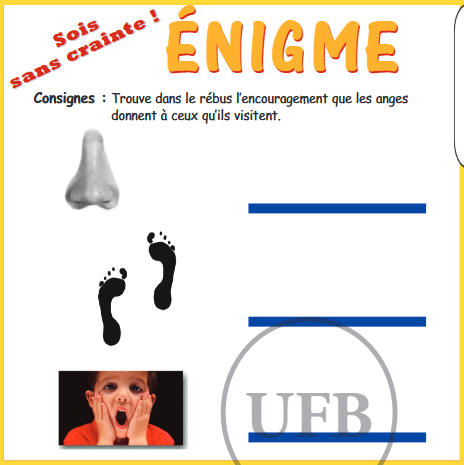 Sois
sans crainte !
ÉNIGME
Consignes : Trouve dans le rébus l'encouragement que les anges
donnent à ceux qu'ils visitent.
UFB